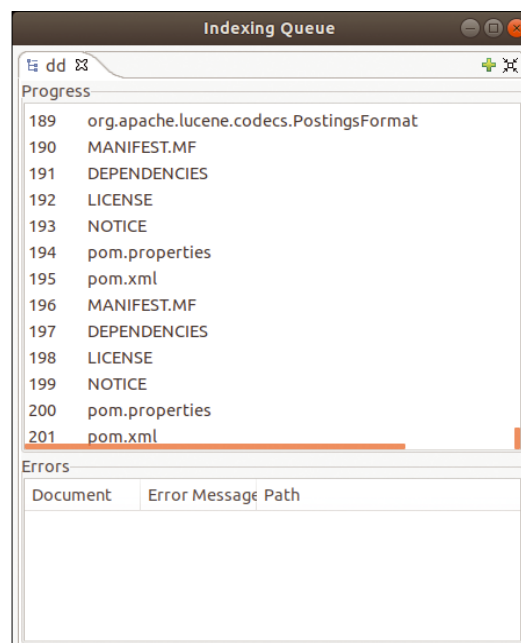 Indexing Queue
dd
Progress
189 org.apache.lucene.codecs.PostingsFormat
190 MANIFEST.MF
191 DEPENDENCIES
192 LICENSE
193 NOTICE
194 pom.properties
195 pom.xml
196 MANIFEST.MF
197 DEPENDENCIES
198 LICENSE
199 NOTICE
200 pom.properties
201 pom.xml
Errors
Document Error Message Path